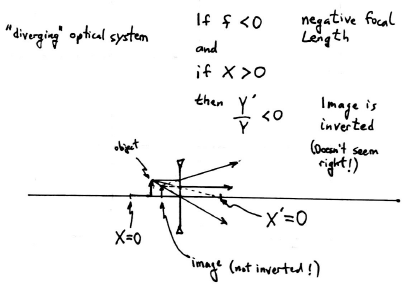 "diverging" optical system
If f < 0 negative focal
Length
and
if X > 0
then Y'/Y < 0 Image is
inverted
(Doesn't seem
right!)
object
X=0
X'=0
image (not inverted!)